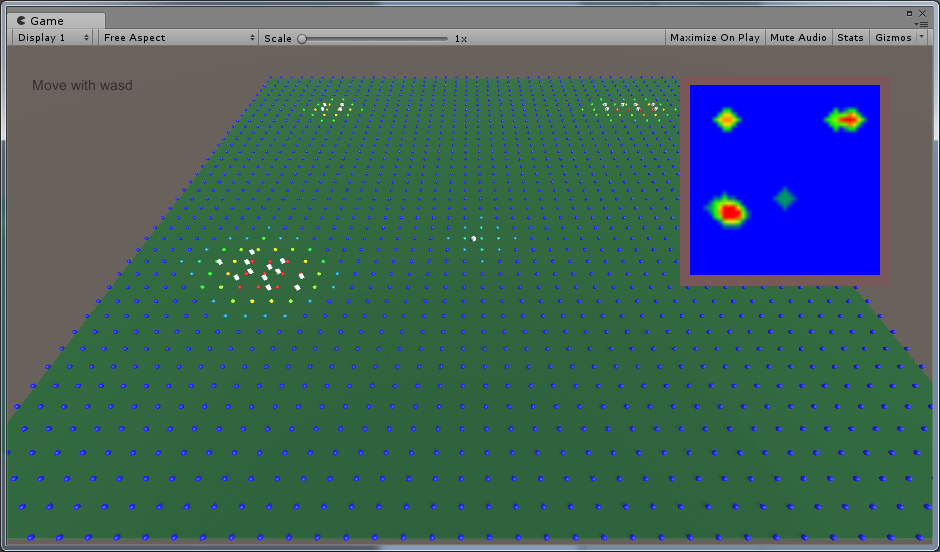 Game
Display 1 Free Aspect Scale 1x Maximize On Play Mute Audio Stats Gizmos
Move with wasd